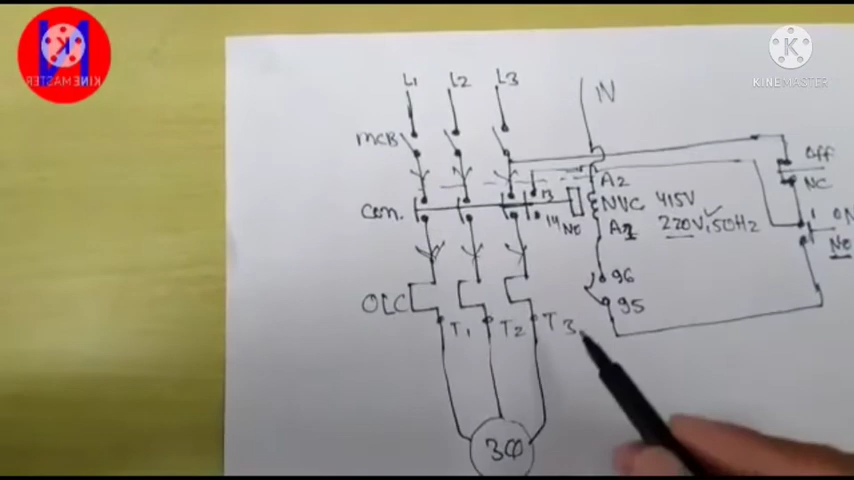 KINEMASTER
KINEMASTER
L1 L2 L3 N
MCB
OFF
NC
A2
13
Con.
NVC 415V
14 NO
A1
220V, 50Hz
ON
NO
96
OLC
95
T1 T2 T3
3Φ